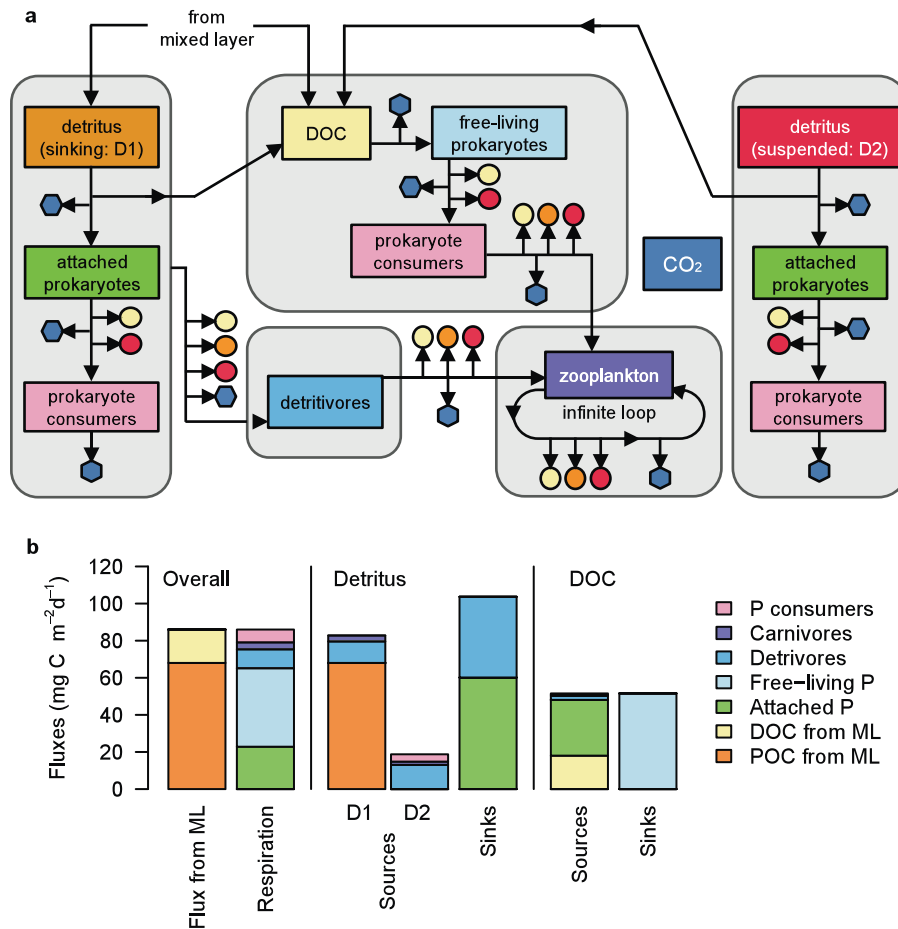 a
from
mixed layer
detritus
(sinking: D1)
DOC
free-living
prokaryotes
detritus
(suspended: D2)
prokaryote
consumers
CO₂
attached
prokaryotes
attached
prokaryotes
zooplankton
infinite loop
detritivores
prokaryote
consumers
prokaryote
consumers
b
Fluxes (mg C m⁻²d⁻¹)
120
100
80
60
40
20
0
Overall
Detritus
DOC
Flux from ML
Respiration
D1
D2
Sources
Sinks
Sources
Sinks
P consumers
Carnivores
Detrivores
Free−living P
Attached P
DOC from ML
POC from ML